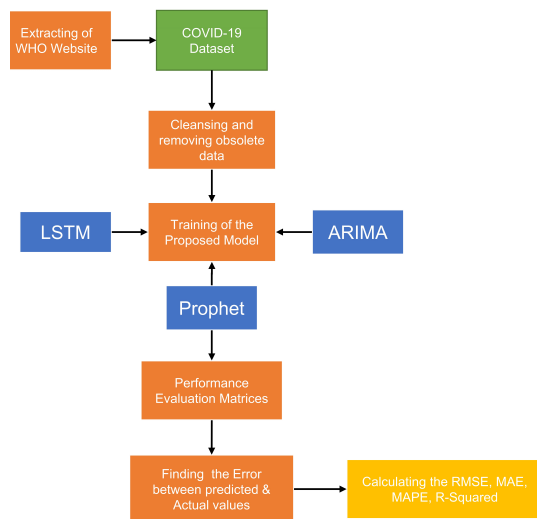 Extracting of
WHO Website
COVID-19
Dataset
Cleansing and
removing obsolete
data
LSTM
Training of the
Proposed Model
ARIMA
Prophet
Performance
Evaluation Matrices
Finding the Error
between predicted &
Actual values
Calculating the RMSE, MAE,
MAPE, R-Squared